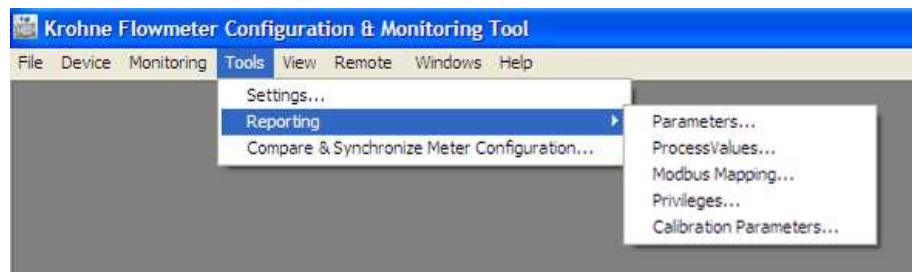 Krohne Flowmeter Configuration & Monitoring Tool
File Device Monitoring Tools View Remote Windows Help
Settings...
Reporting
Compare & Synchronize Meter Configuration...
Parameters...
ProcessValues...
Modbus Mapping...
Privileges...
Calibration Parameters...